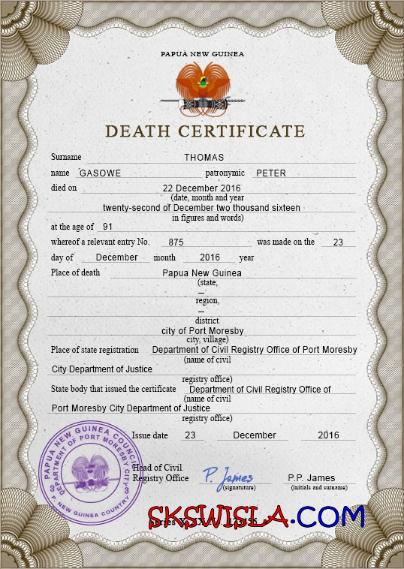 PAPUA NEW GUINEA
DEATH CERTIFICATE
Surname THOMAS
name GASOWE patronymic PETER
died on 22 December 2016
(date, month and year
twenty-second of December two thousand sixteen
in figures and words)
at the age of 91
whereof a relevant entry No. 875 was made on the 23
day of December month 2016 year
Place of death Papua New Guinea
(state,
—
region,
—
district
city of Port Moresby
city, village)
Place of state registration Department of Civil Registry Office of Port Moresby
(name of civil
City Department of Justice
registry office)
State body that issued the certificate Department of Civil Registry Office of
(name of civil
Port Moresby City Department of Justice
registry office)
Issue date 23 December 2016
Head of Civil
Registry Office P. James P.P. James
(signature) (initials and surname)
PAPUA NEW GUINEA COUNCIL
DEPARTMENT OF PORT MORESBY CITY
NEW GUINEA COUNTRY
SKSWISLA.COM